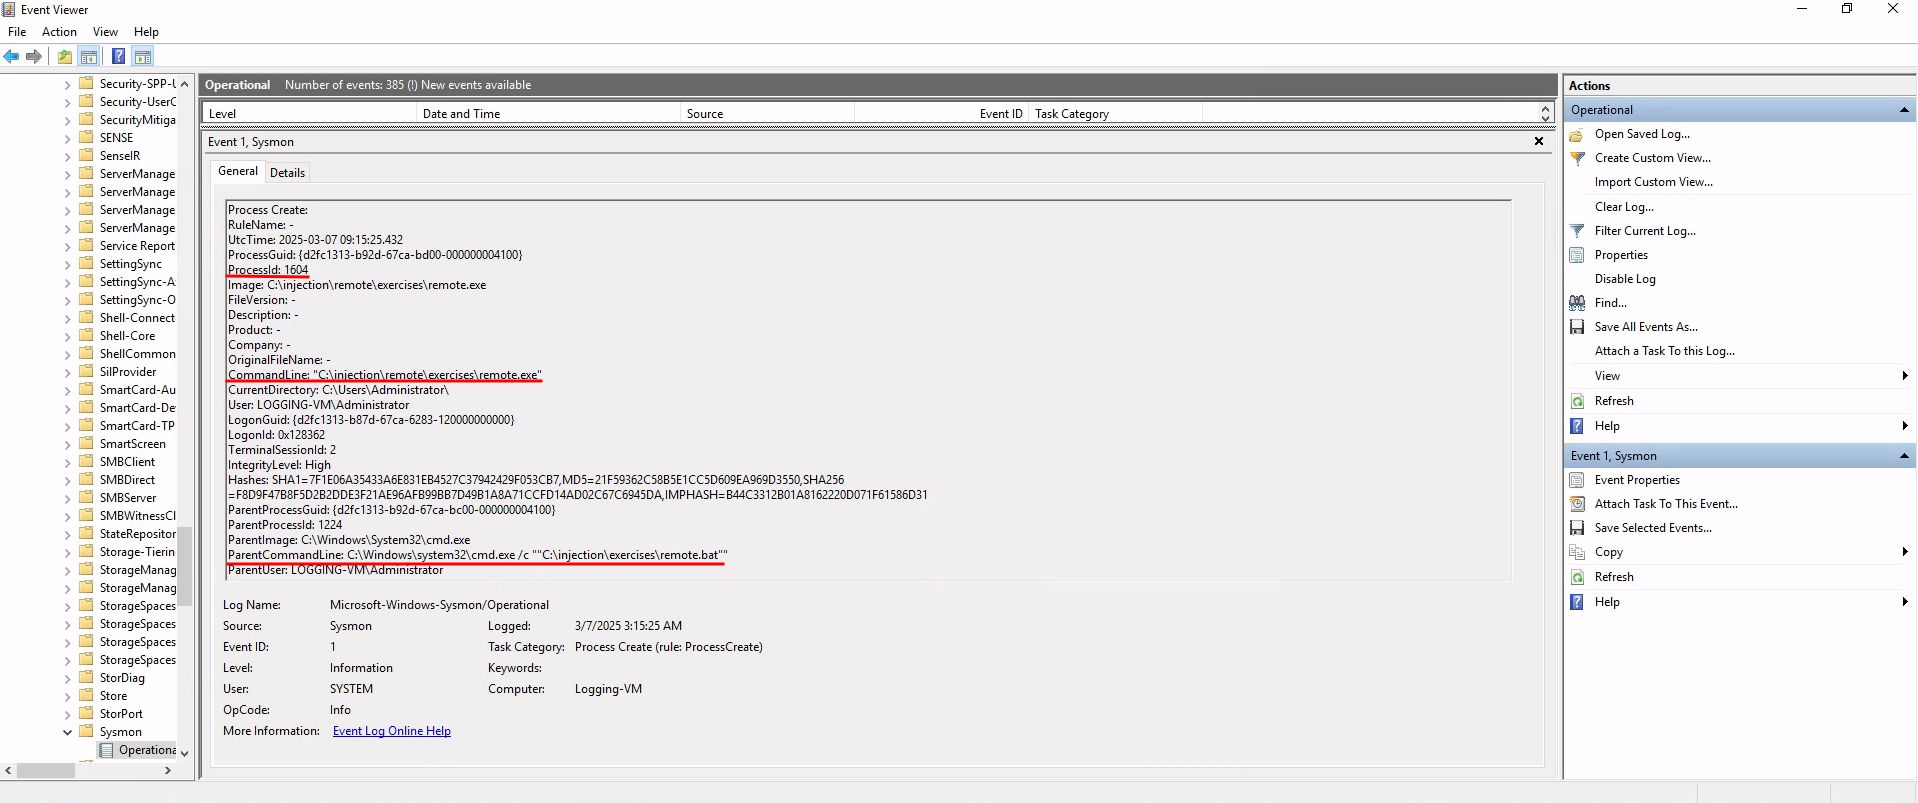 Event Viewer
File Action View Help
Security-SPP-U
Security-UserC
SecurityMitiga
SENSE
SenseIR
ServerManage
ServerManage
ServerManage
ServerManage
Service Report
SettingSync
SettingSync-A
SettingSync-O
Shell-Connect
Shell-Core
ShellCommon
SilProvider
SmartCard-Au
SmartCard-De
SmartCard-TP
SmartScreen
SMBClient
SMBDirect
SMBServer
SMBWitnessCl
StateRepositor
Storage-Tierin
StorageManag
StorageManag
StorageSpaces
StorageSpaces
StorageSpaces
StorageSpaces
StorDiag
Store
StorPort
Sysmon
Operationa
Operational Number of events: 385 (!) New events available
Level Date and Time Source Event ID Task Category
Event 1, Sysmon
General Details
Process Create:
RuleName: -
UtcTime: 2025-03-07 09:15:25.432
ProcessGuid: {d2fc1313-b92d-67ca-bd00-000000004100}
ProcessId: 1604
Image: C:\injection\remote\exercises\remote.exe
FileVersion: -
Description: -
Product: -
Company: -
OriginalFileName: -
CommandLine: "C:\injection\remote\exercises\remote.exe"
CurrentDirectory: C:\Users\Administrator\
User: LOGGING-VM\Administrator
LogonGuid: {d2fc1313-b87d-67ca-6283-120000000000}
LogonId: 0x128362
TerminalSessionId: 2
IntegrityLevel: High
Hashes: SHA1=7F1E06A35433A6E831EB4527C37942429F053CB7,MD5=21F59362C58B5E1CC5D609EA969D3550,SHA256
=F8D9F47B8F5D2B2DDE3F21AE96AFB99BB7D49B1A8A71CCFD14AD02C67C6945DA,IMPHASH=B44C3312B01A8162220D071F61586D31
ParentProcessGuid: {d2fc1313-b92d-67ca-bc00-000000004100}
ParentProcessId: 1224
ParentImage: C:\Windows\System32\cmd.exe
ParentCommandLine: C:\Windows\system32\cmd.exe /c ""C:\injection\exercises\remote.bat""
ParentUser: LOGGING-VM\Administrator
Log Name: Microsoft-Windows-Sysmon/Operational
Source: Sysmon Logged: 3/7/2025 3:15:25 AM
Event ID: 1 Task Category: Process Create (rule: ProcessCreate)
Level: Information Keywords:
User: SYSTEM Computer: Logging-VM
OpCode: Info
More Information: Event Log Online Help
Actions
Operational
Open Saved Log...
Create Custom View...
Import Custom View...
Clear Log...
Filter Current Log...
Properties
Disable Log
Find...
Save All Events As...
Attach a Task To this Log...
View
Refresh
Help
Event 1, Sysmon
Event Properties
Attach Task To This Event...
Save Selected Events...
Copy
Refresh
Help